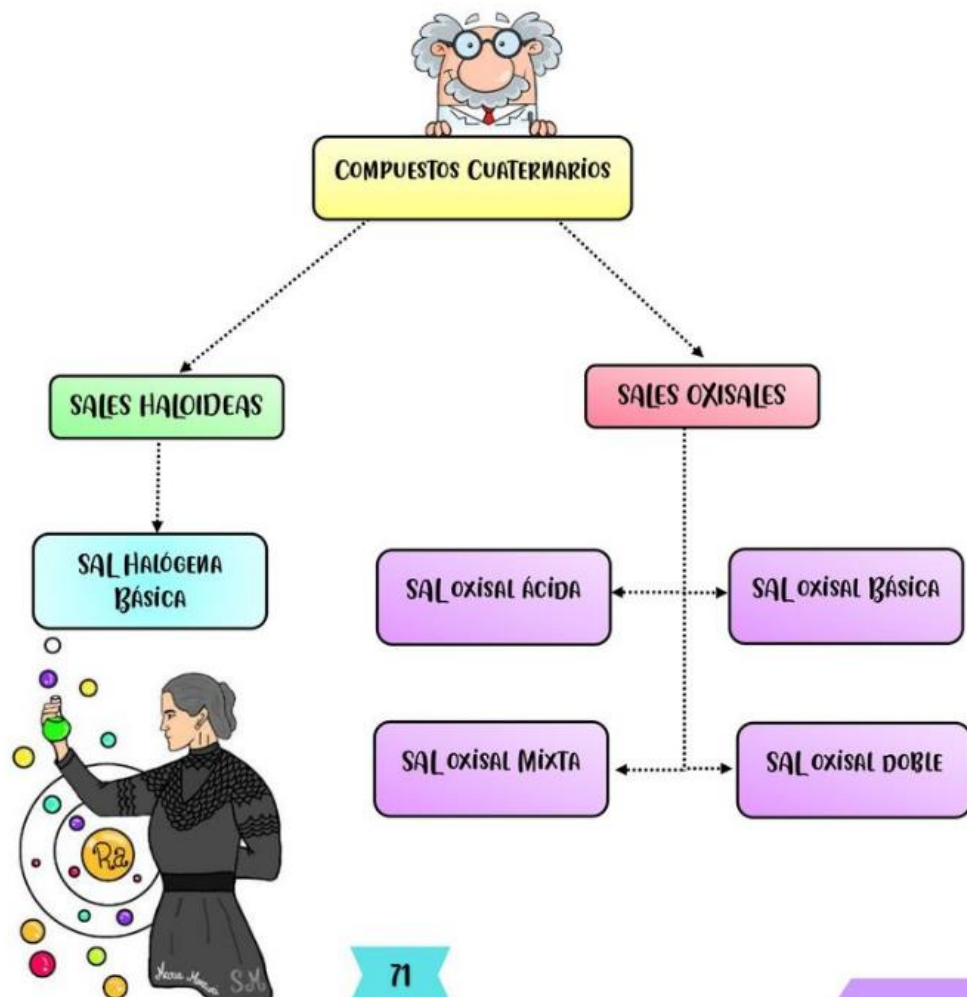 COMPUESTOS CUATERNARIOS
SALES HALOIDEAS
SALES OXISALES
SAL HALÓGENA
BÁSICA
SAL OXISAL ÁCIDA
SAL OXISAL BÁSICA
SAL OXISAL MIXTA
SAL OXISAL DOBLE
Ra
SM
71